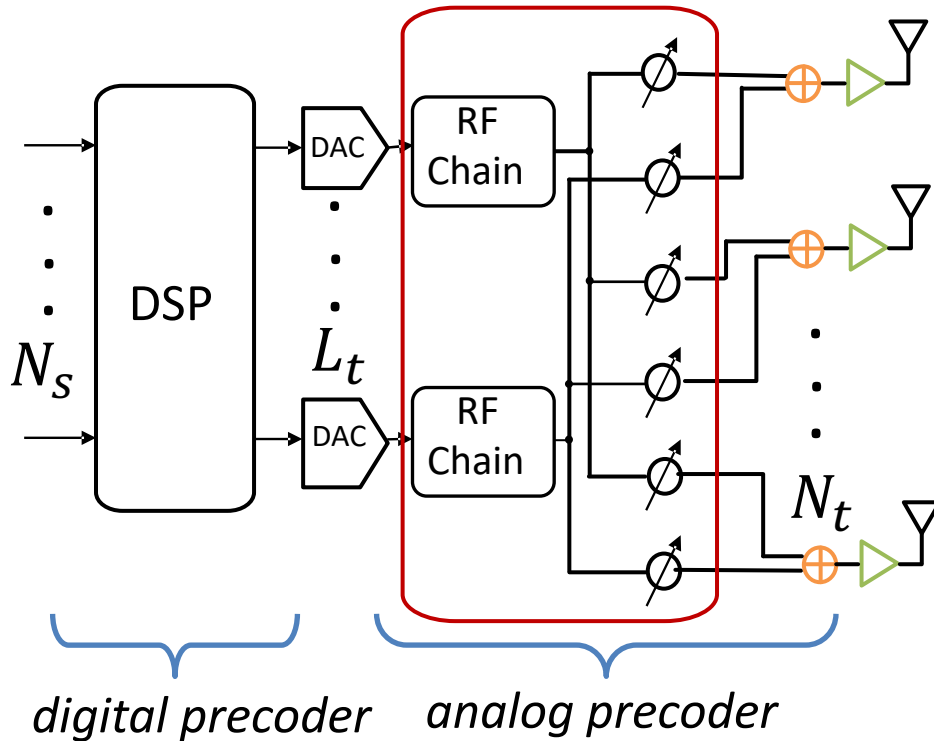 DAC
RF
Chain
DSP
N_s
L_t
DAC
RF
Chain
N_t
digital precoder
analog precoder